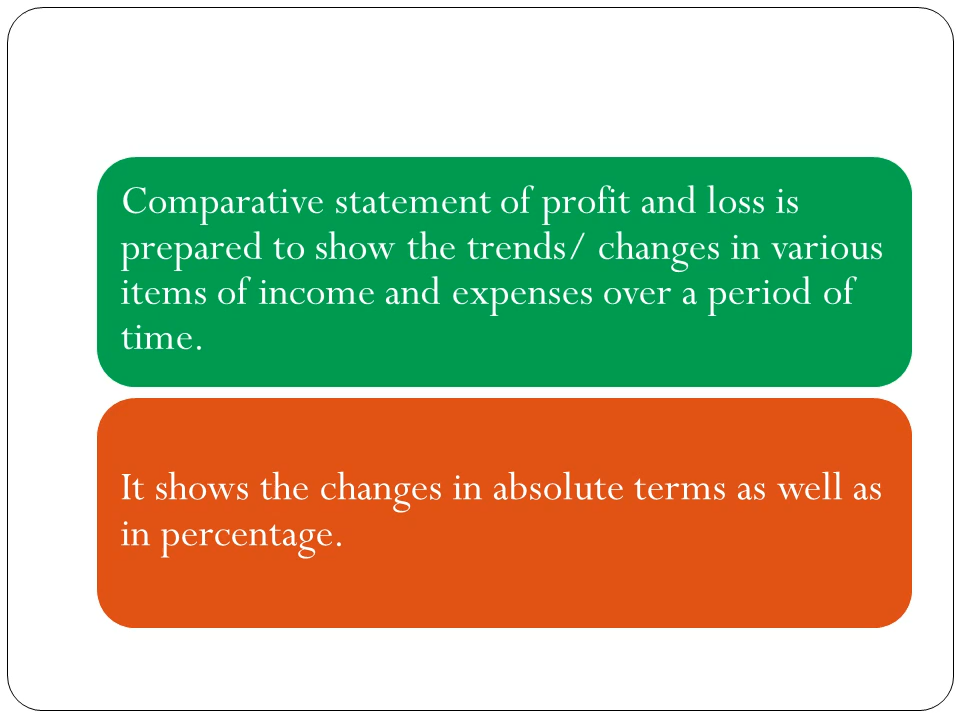 Comparative statement of profit and loss is
prepared to show the trends/ changes in various
items of income and expenses over a period of
time.
It shows the changes in absolute terms as well as
in percentage.